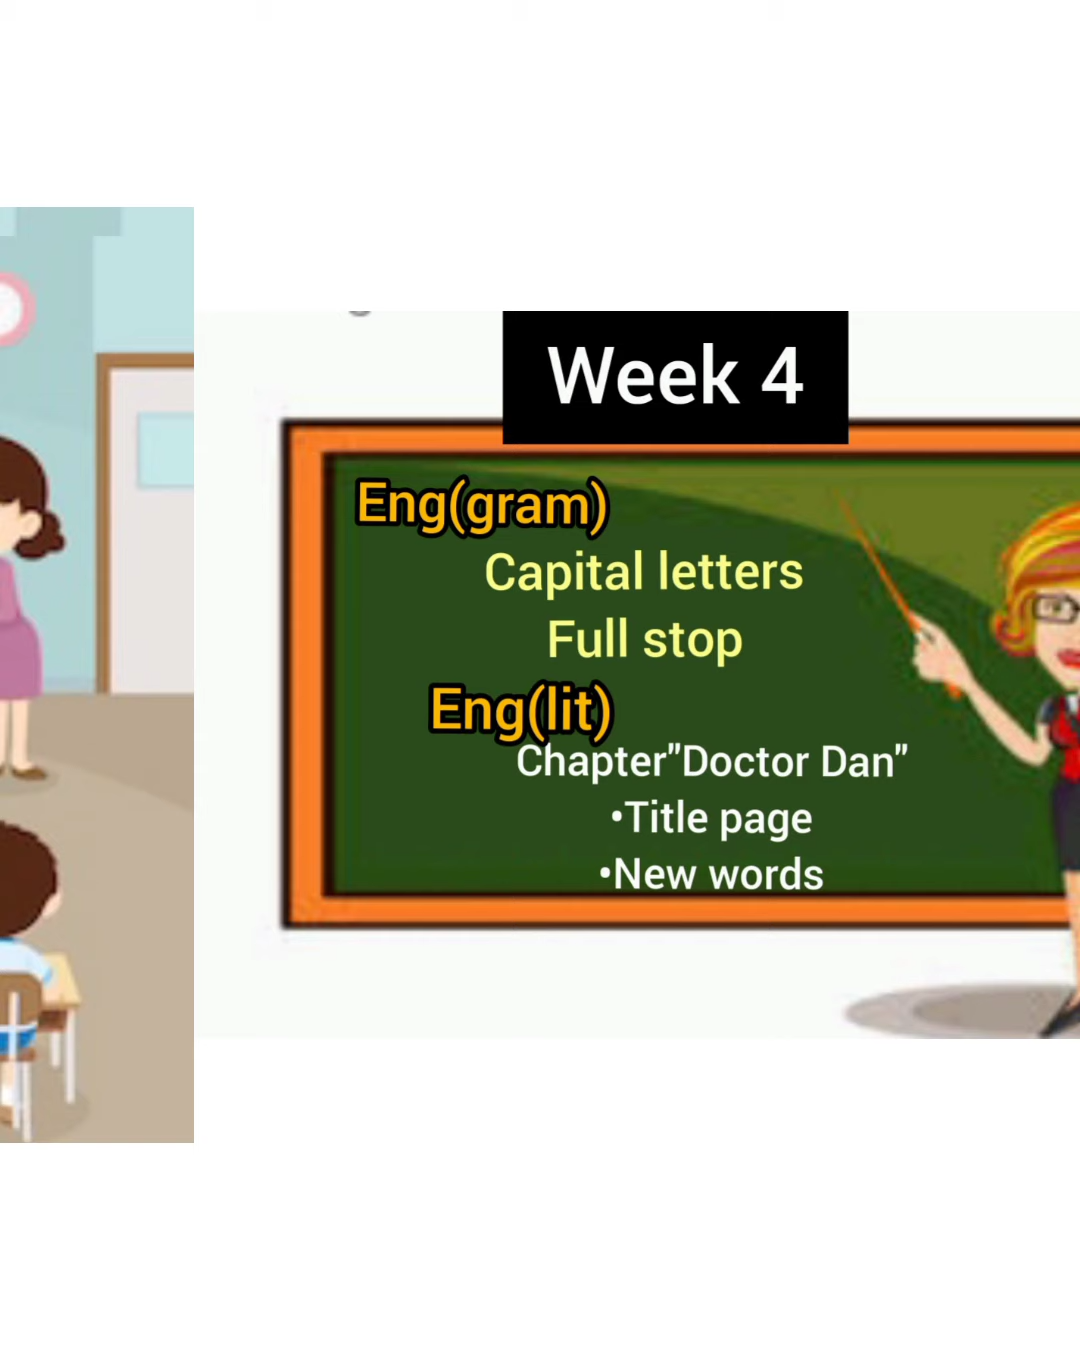 Week 4
Eng(gram)
Capital letters
Full stop
Eng(lit)
Chapter"Doctor Dan"
•Title page
•New words